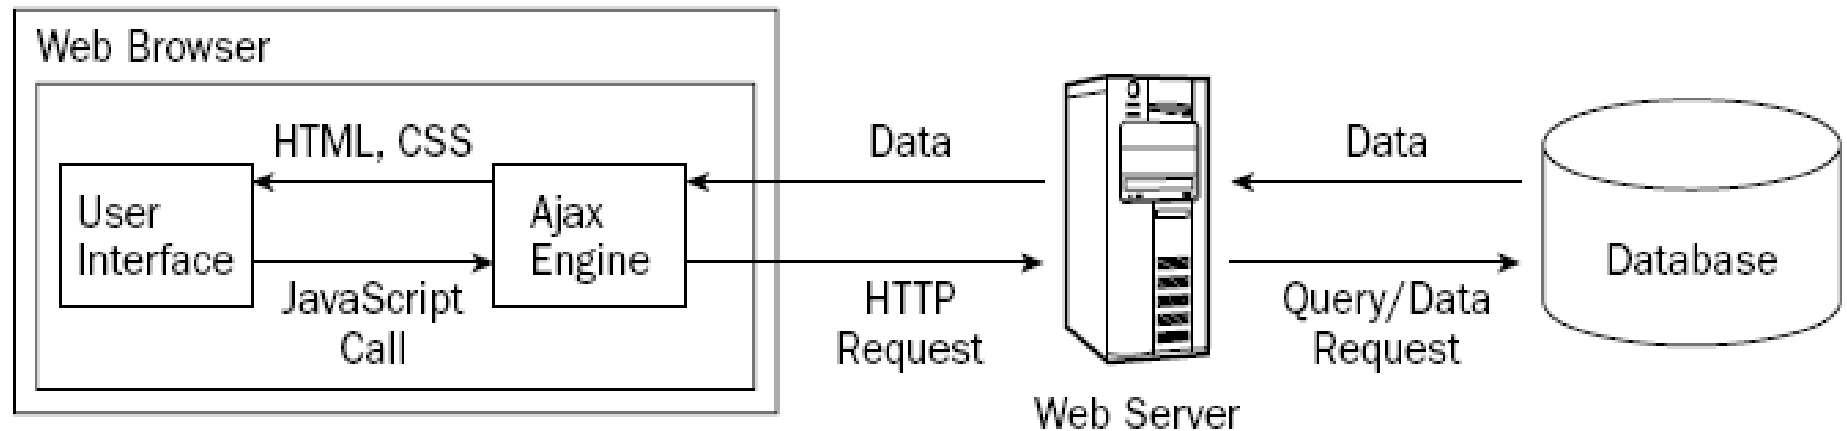 Web Browser
HTML, CSS
User
Interface
JavaScript
Call
Ajax
Engine
Data
HTTP
Request
Web Server
Data
Query/Data
Request
Database